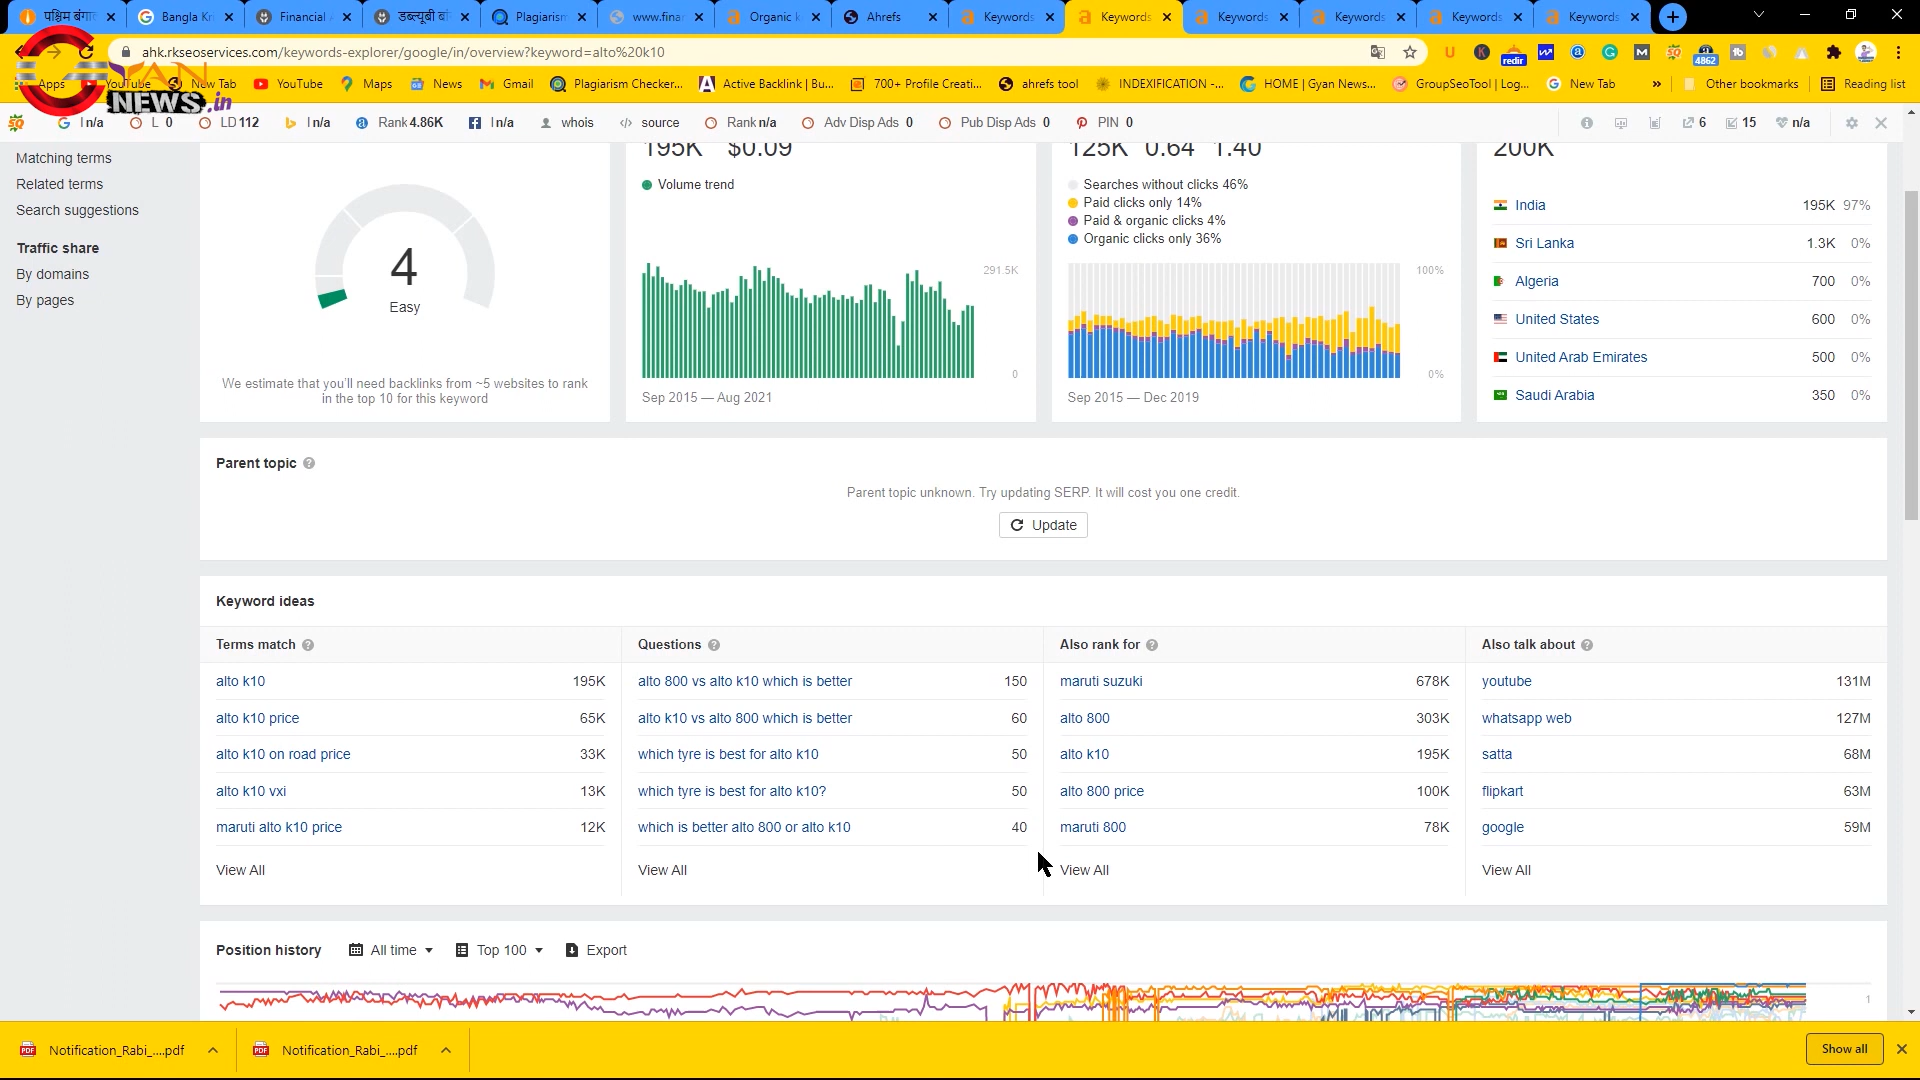 पश्चिम बंगाल
Bangla Kr
Financial
डब्ल्यूबी बां
Plagiarism
www.finan
Organic k
Ahrefs
Keywords
Keywords
Keywords
Keywords
Keywords
Keywords
ahk.rkseoservices.com/keywords-explorer/google/in/overview?keyword=alto%20k10
redir
4862
Apps
YouTube
New Tab
YouTube
Maps
News
Gmail
Plagiarism Checker...
Active Backlink | Bu...
700+ Profile Creati...
ahrefs tool
INDEXIFICATION -...
HOME | Gyan News...
GroupSeoTool | Log...
New Tab
»
Other bookmarks
Reading list
GYAN
NEWS.in
I n/a
L 0
LD 112
I n/a
Rank 4.86K
I n/a
whois
source
Rank n/a
Adv Disp Ads 0
Pub Disp Ads 0
PIN 0
6
15
n/a
Matching terms
Related terms
Search suggestions
Traffic share
By domains
By pages
4
Easy
We estimate that you'll need backlinks from ~5 websites to rank
in the top 10 for this keyword
195K $0.09
Volume trend
291.5K
0
Sep 2015 — Aug 2021
125K 0.64 1.40
Searches without clicks 46%
Paid clicks only 14%
Paid & organic clicks 4%
Organic clicks only 36%
100%
0%
Sep 2015 — Dec 2019
200K
India 195K 97%
Sri Lanka 1.3K 0%
Algeria 700 0%
United States 600 0%
United Arab Emirates 500 0%
Saudi Arabia 350 0%
Parent topic
Parent topic unknown. Try updating SERP. It will cost you one credit.
Update
Keyword ideas
Terms match
alto k10 195K
alto k10 price 65K
alto k10 on road price 33K
alto k10 vxi 13K
maruti alto k10 price 12K
View All
Questions
alto 800 vs alto k10 which is better 150
alto k10 vs alto 800 which is better 60
which tyre is best for alto k10 50
which tyre is best for alto k10? 50
which is better alto 800 or alto k10 40
View All
Also rank for
maruti suzuki 678K
alto 800 303K
alto k10 195K
alto 800 price 100K
maruti 800 78K
View All
Also talk about
youtube 131M
whatsapp web 127M
satta 68M
flipkart 63M
google 59M
View All
Position history
All time
Top 100
Export
1
Notification_Rabi_....pdf
Notification_Rabi_....pdf
Show all